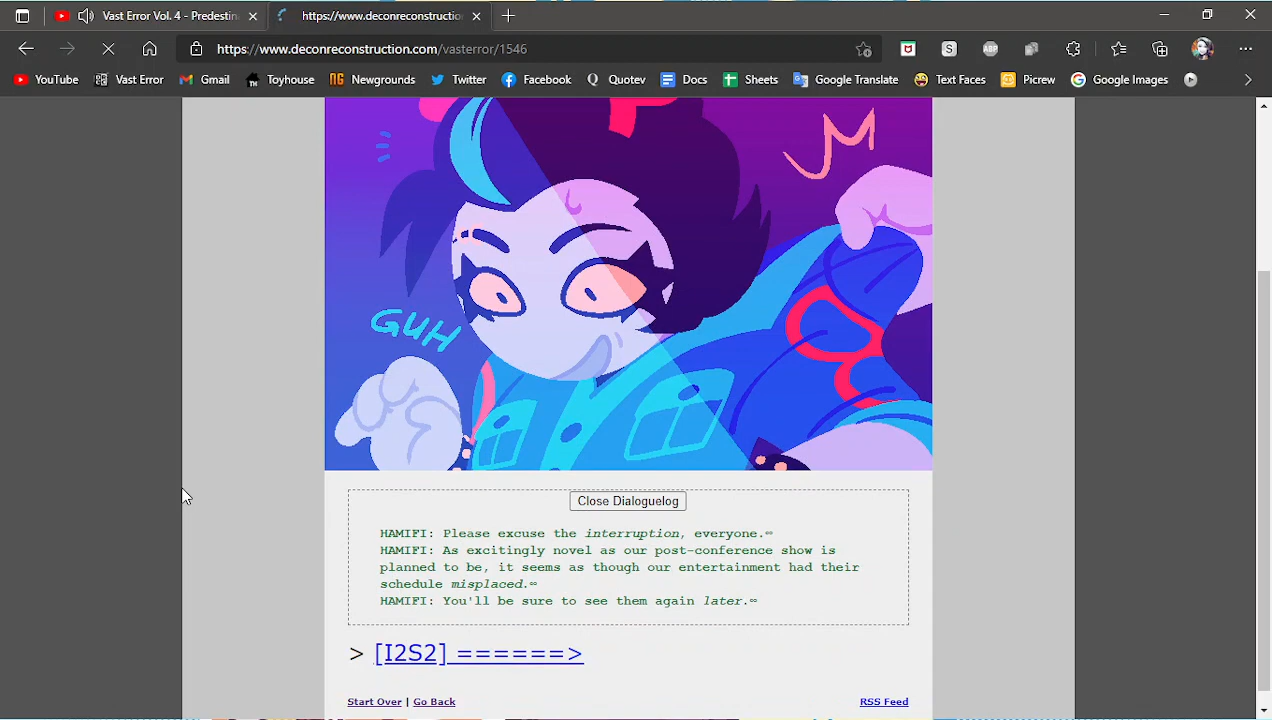 Vast Error Vol. 4 - Predestina
https://www.deconreconstruction
https://www.deconreconstruction.com/vasterror/1546
S
ABP
YouTube
Vast Error
Gmail
Toyhouse
NG Newgrounds
Twitter
Facebook
Q Quotev
Docs
Sheets
Google Translate
Text Faces
Picrew
Google Images
GUH
Close Dialoguelog
HAMIFI: Please excuse the interruption, everyone.∞
HAMIFI: As excitingly novel as our post-conference show is
planned to be, it seems as though our entertainment had their
schedule misplaced.∞
HAMIFI: You'll be sure to see them again later.∞
> [I2S2] ======>
Start Over | Go Back
RSS Feed